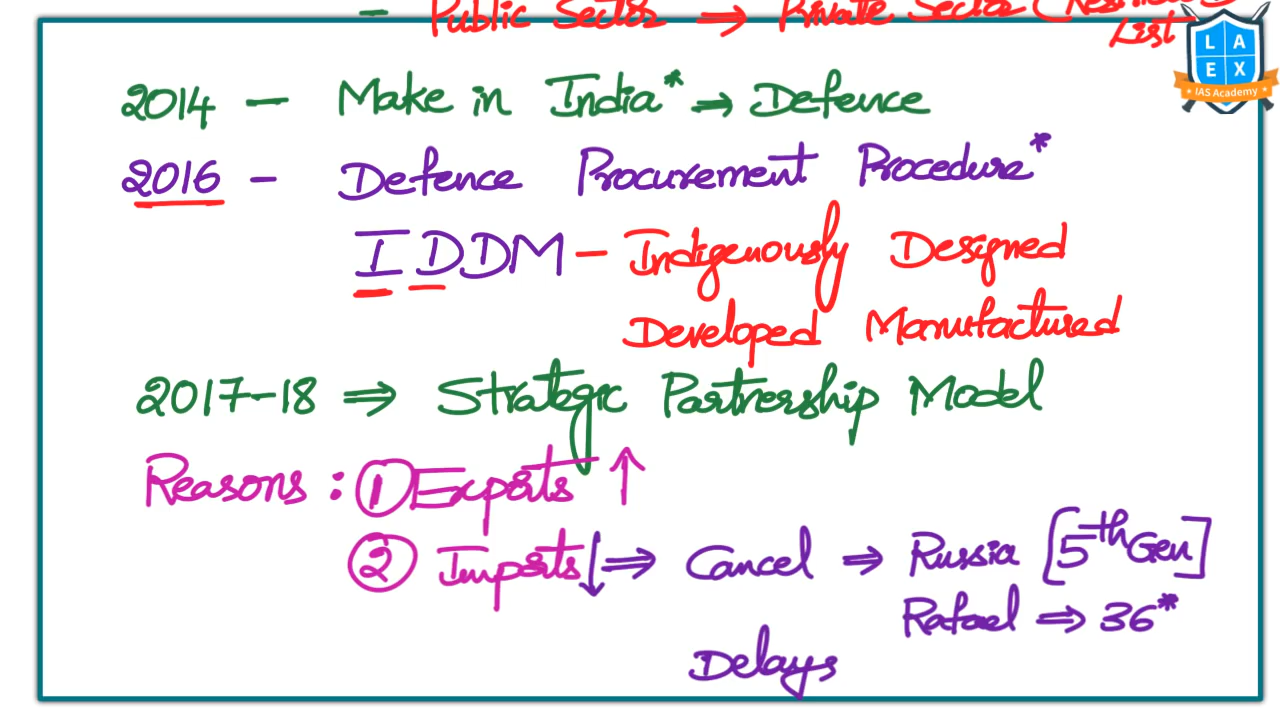 - Public Sector → Private Sector (
List
L A
E X
IAS Academy
2014 - Make in India* → Defence
2016 - Defence Procurement Procedure*
IDDM - Indigenously Designed
Developed Manufactured
2017-18 ⇒ Strategic Partnership Model
Reasons : ① Exports ↑
② Imports ↓ ⇒ Cancel ⇒ Russia [5th Gen]
Rafael ⇒ 36*
Delays